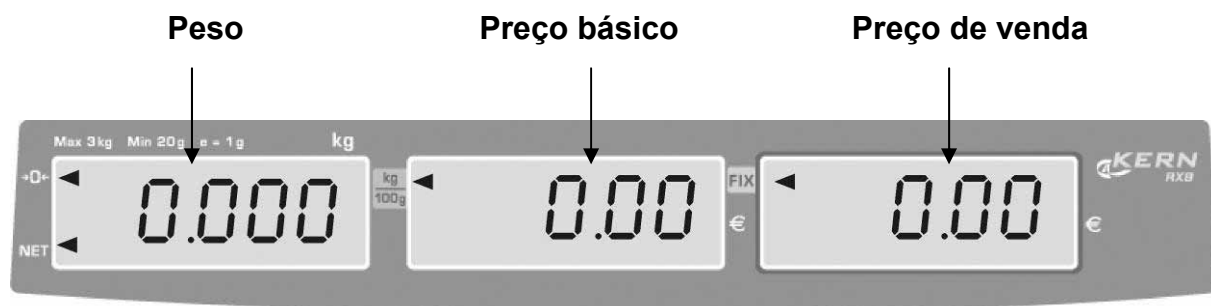 Peso Preço básico Preço de venda
Max 3kg Min 20g e = 1g kg
→0← 0.000 kg/100g 0.00 FIX 0.00 KERN
RXB
NET € €